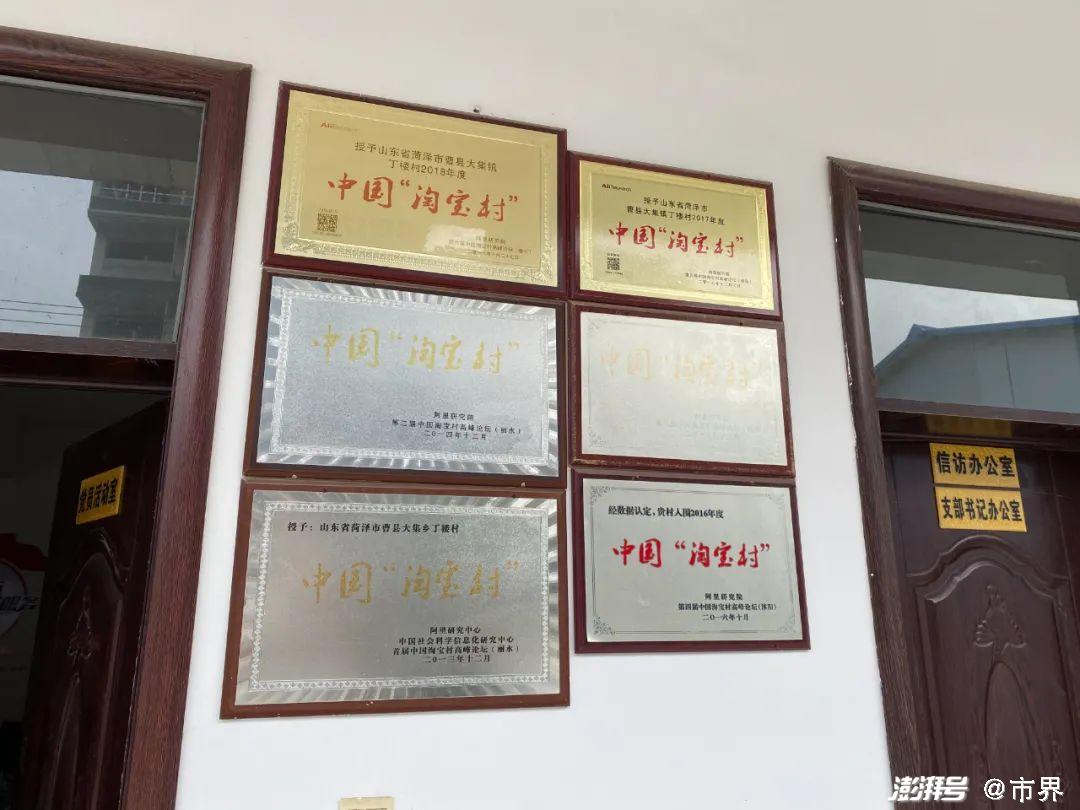 授予山东省菏泽市曹县大集镇
丁楼村2018年度
中国“淘宝村”
授予山东省菏泽市
曹县大集镇丁楼村2017年度
中国“淘宝村”
中国“淘宝村”
阿里研究院
第二届中国淘宝村高峰论坛（丽水）
二〇一四年十二月
中国“淘宝村”
授予：山东省菏泽市曹县大集乡丁楼村
中国“淘宝村”
阿里研究中心
中国社会科学信息化研究中心
首届中国淘宝村高峰论坛（丽水）
二〇一三年十二月
经数据认定，贵村入围2016年度
中国“淘宝村”
阿里研究院
第四届中国淘宝村高峰论坛(沭阳)
二〇一六年十月
党员活动室
信访办公室
支部书记办公室
澎湃号 @市界